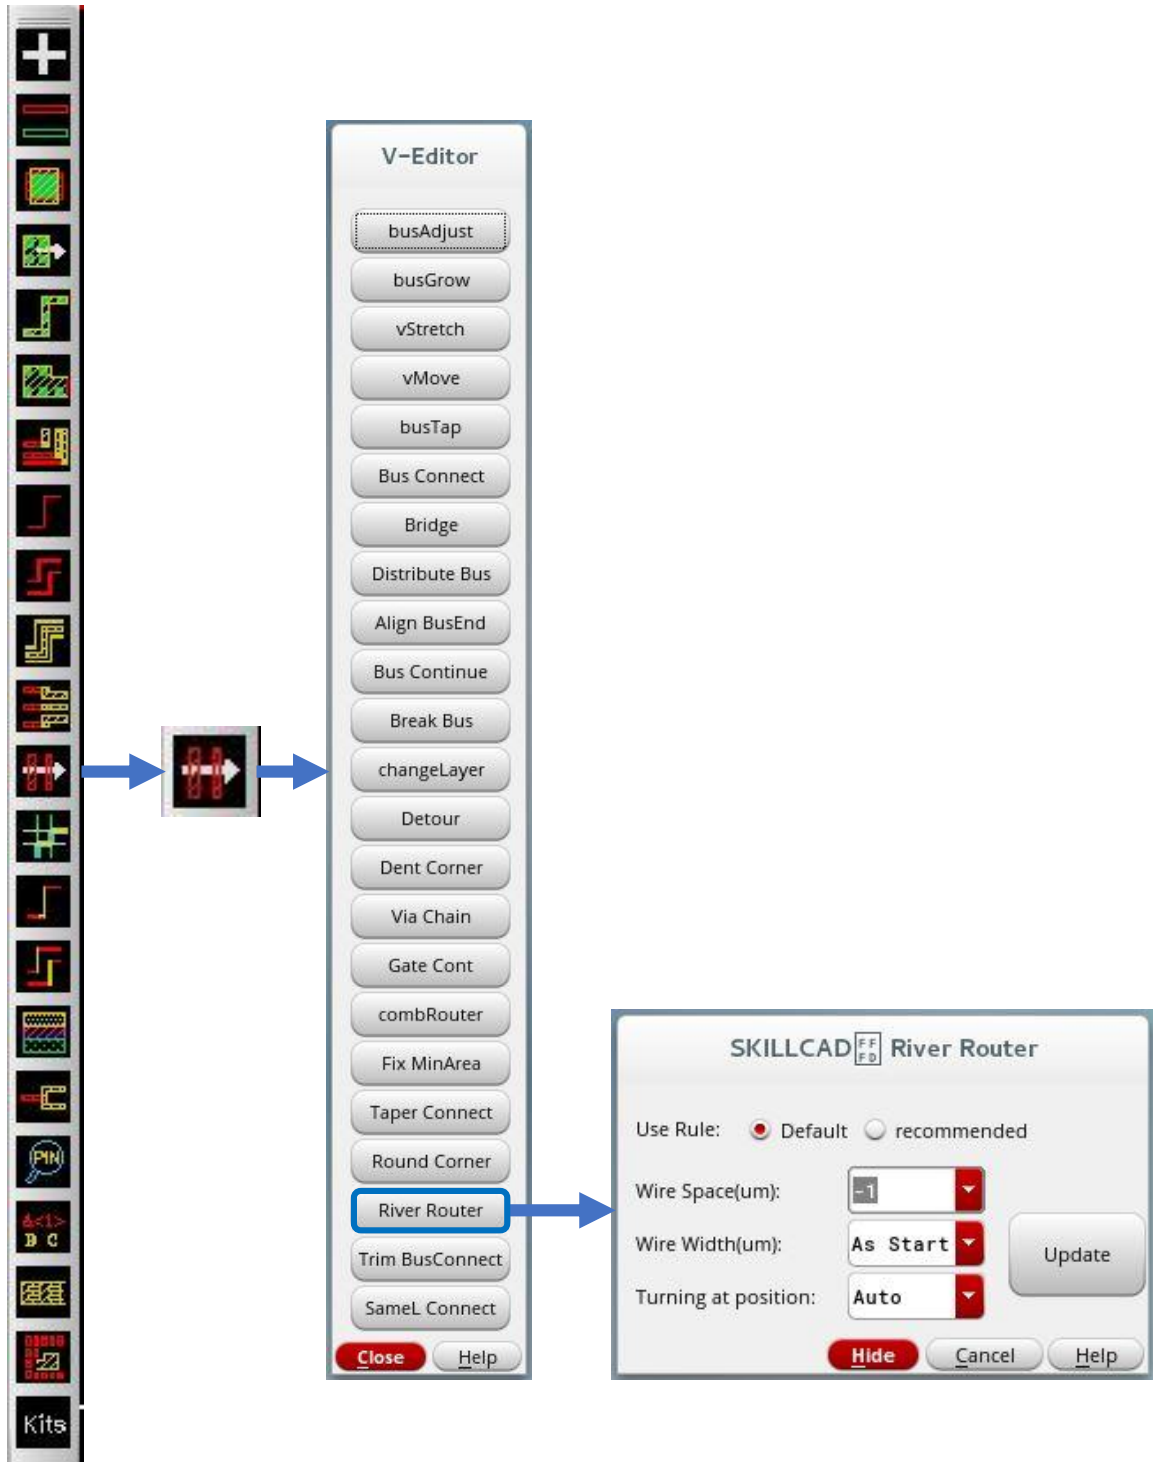 PIN
&<1>
B C
Kits
V-Editor
busAdjust
busGrow
vStretch
vMove
busTap
Bus Connect
Bridge
Distribute Bus
Align BusEnd
Bus Continue
Break Bus
changeLayer
Detour
Dent Corner
Via Chain
Gate Cont
combRouter
Fix MinArea
Taper Connect
Round Corner
River Router
Trim BusConnect
SameL Connect
Close Help
SKILLCAD River Router
Use Rule: Default recommended
Wire Space(um): -1
Wire Width(um): As Start
Update
Turning at position: Auto
Hide Cancel Help